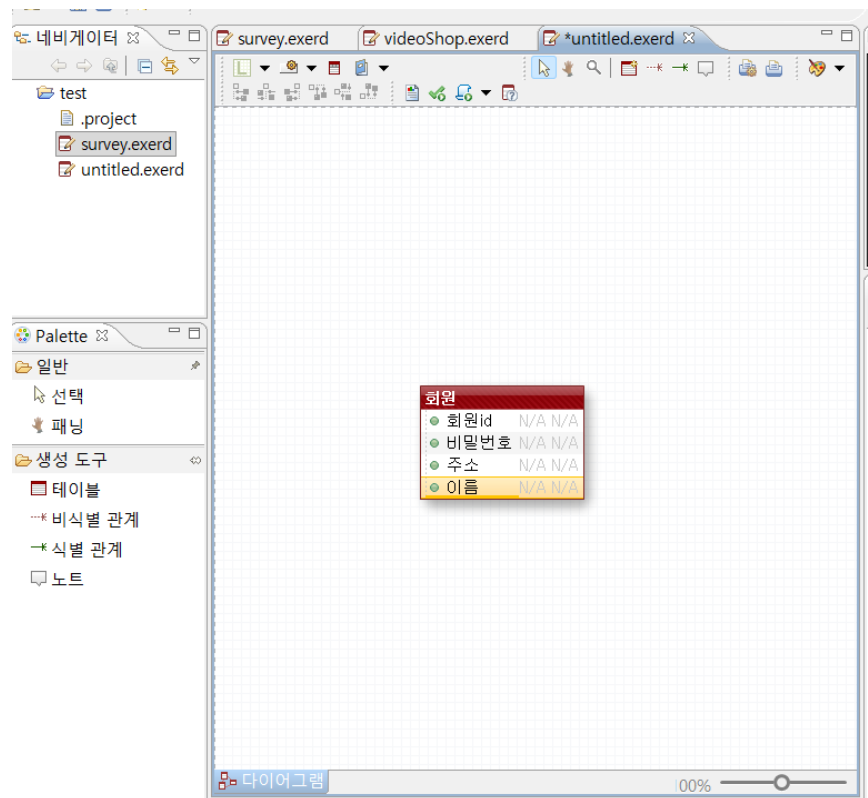 네비게이터
survey.exerd
videoShop.exerd
*untitled.exerd
test
.project
survey.exerd
untitled.exerd
L
Palette
일반
선택
패닝
생성 도구
테이블
비식별 관계
식별 관계
노트
회원
회원id N/A N/A
비밀번호 N/A N/A
주소 N/A N/A
이름 N/A N/A
다이어그램
100%